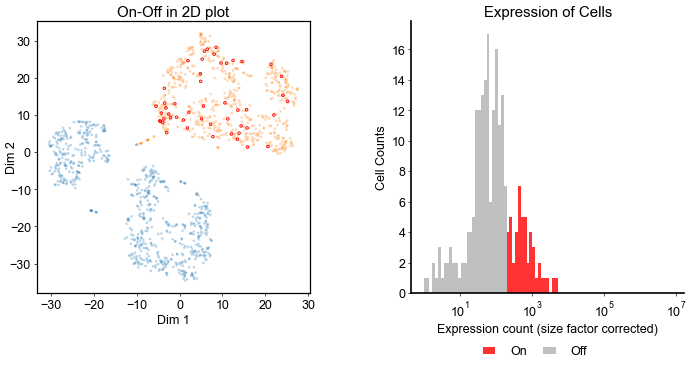 On-Off in 2D plot
30
20
10
0
−10
−20
−30
Dim 2
−30 −20 −10 0 10 20 30
Dim 1
Expression of Cells
16
14
12
10
8
6
4
2
0
Cell Counts
10^1 10^3 10^5 10^7
Expression count (size factor corrected)
On Off